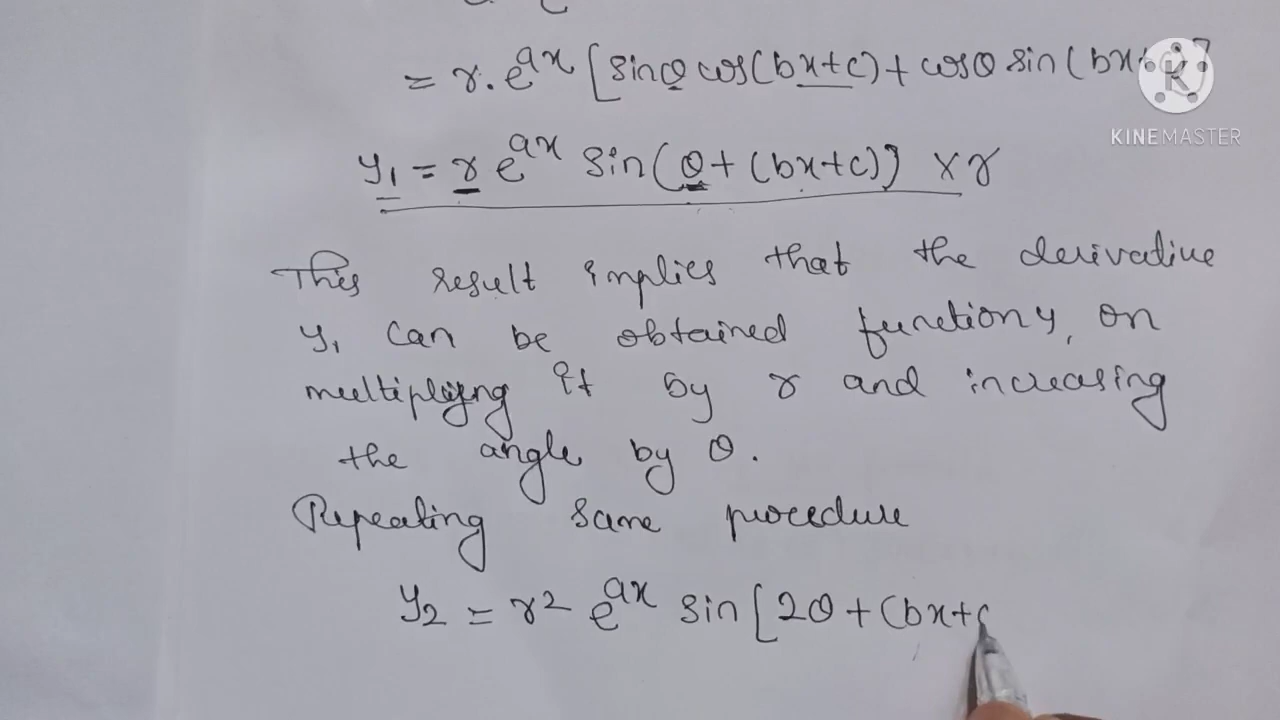 = r. e^ax [sinθ cos(bx+c) + cosθ sin(bx+c)]
KINEMASTER
y₁ = r e^ax sin(θ + (bx+c)] × r
This result implies that the derivative
y₁ can be obtained function y, on
multiplying it by r and increasing
the angle by θ.
Repeating same procedure
y₂ = r² e^ax sin[2θ + (bx+c